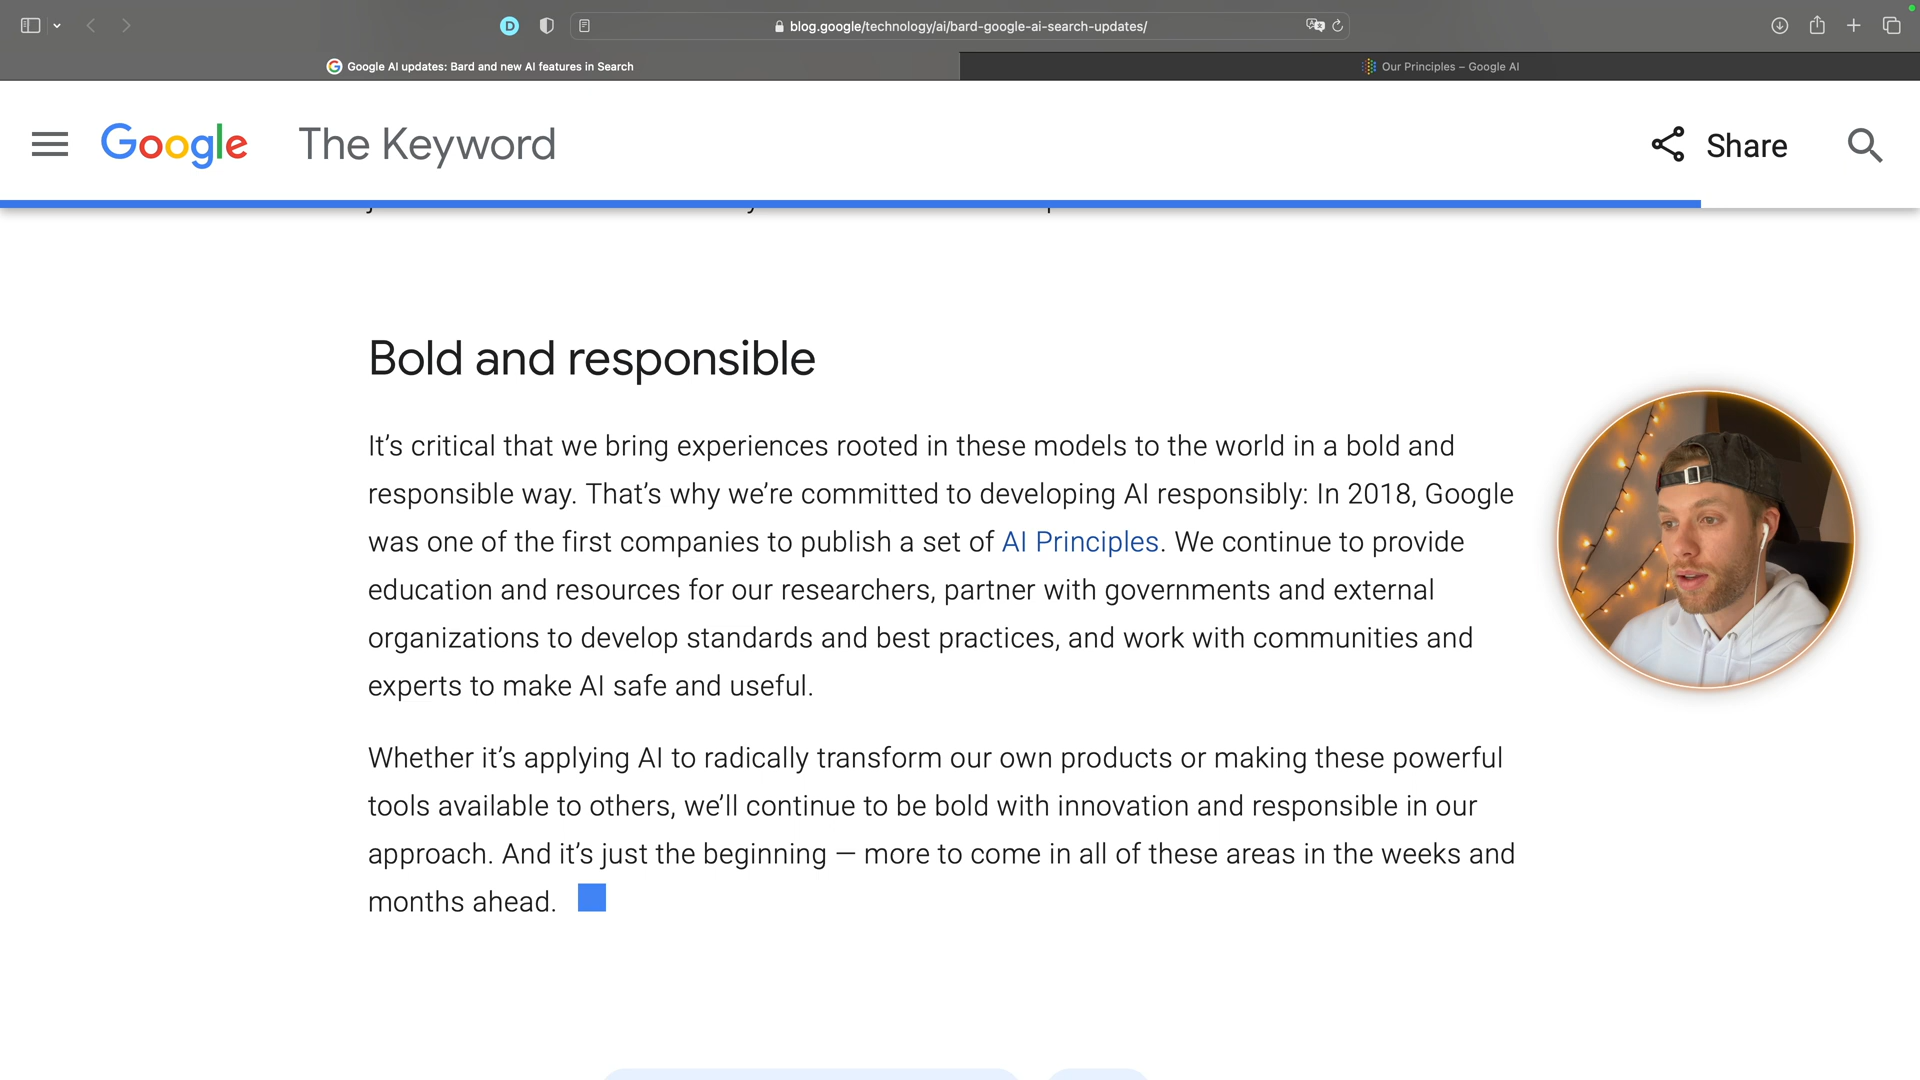 D
blog.google/technology/ai/bard-google-ai-search-updates/
Google AI updates: Bard and new AI features in Search
Our Principles – Google AI
Google The Keyword
Share
Bold and responsible
It’s critical that we bring experiences rooted in these models to the world in a bold and
responsible way. That’s why we’re committed to developing AI responsibly: In 2018, Google
was one of the first companies to publish a set of AI Principles. We continue to provide
education and resources for our researchers, partner with governments and external
organizations to develop standards and best practices, and work with communities and
experts to make AI safe and useful.
Whether it’s applying AI to radically transform our own products or making these powerful
tools available to others, we’ll continue to be bold with innovation and responsible in our
approach. And it’s just the beginning — more to come in all of these areas in the weeks and
months ahead.